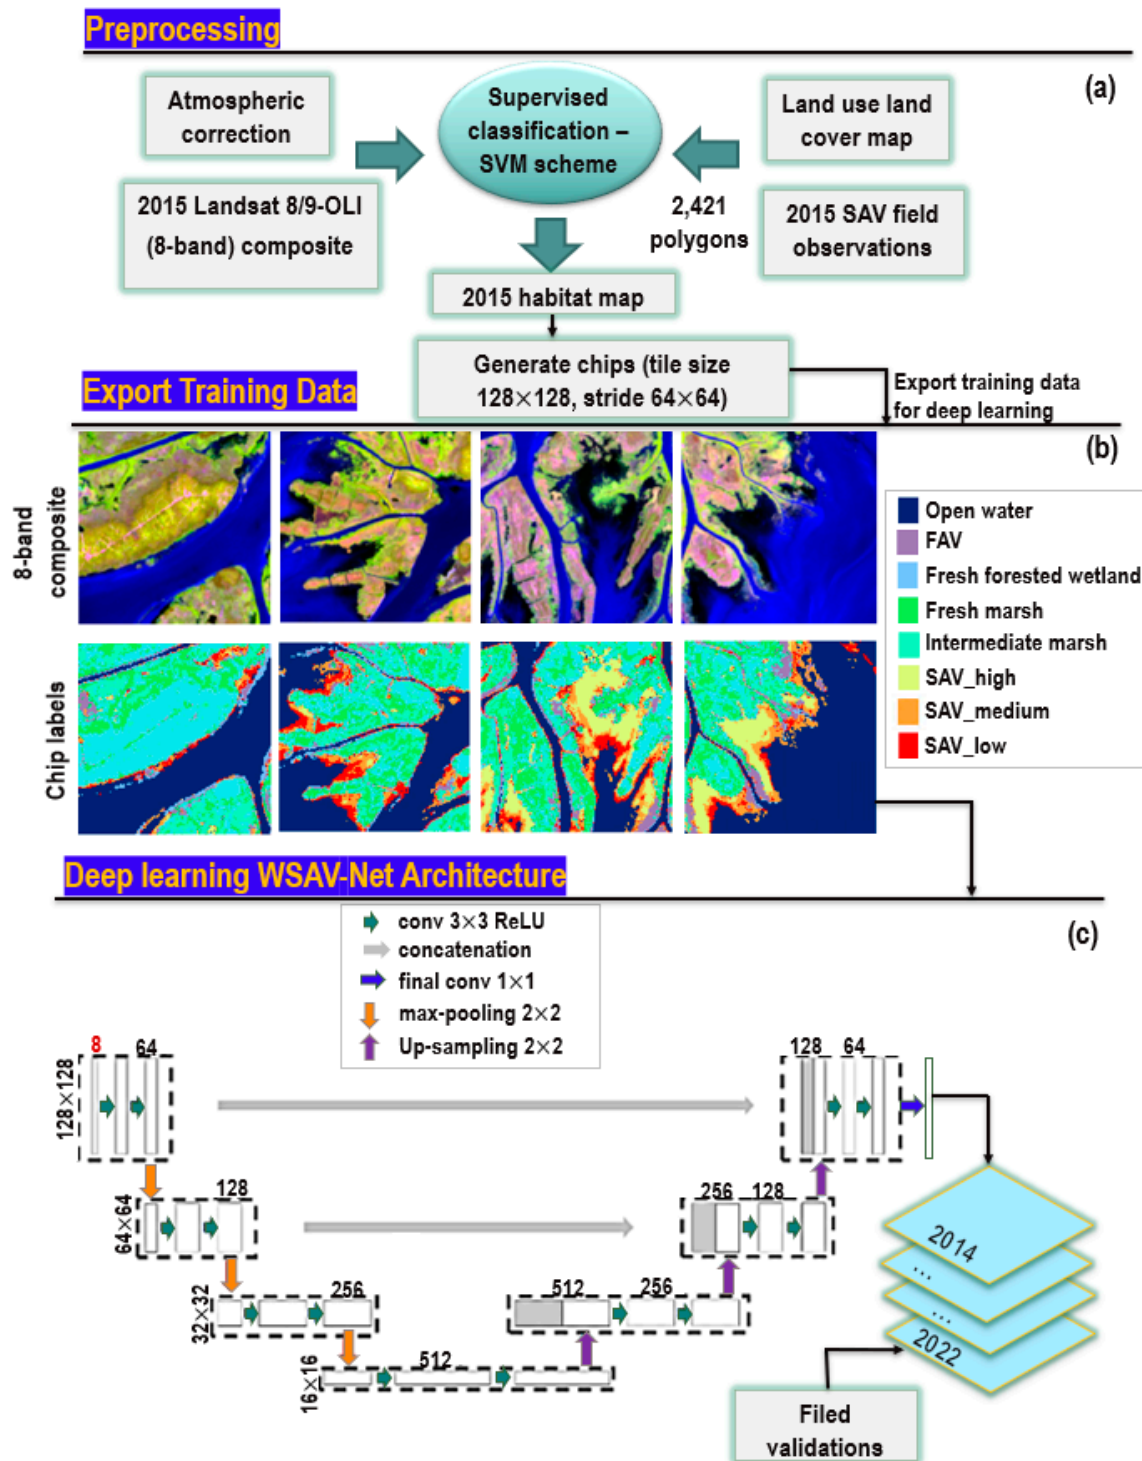 Preprocessing
(a)
Atmospheric
correction
Supervised
classification –
SVM scheme
Land use land
cover map
2015 Landsat 8/9-OLI
(8-band) composite
2,421
polygons
2015 SAV field
observations
2015 habitat map
Generate chips (tile size
128×128, stride 64×64)
Export training data
for deep learning
Export Training Data
(b)
8-band
composite
Chip labels
Open water
FAV
Fresh forested wetland
Fresh marsh
Intermediate marsh
SAV_high
SAV_medium
SAV_low
Deep learning WSAV-Net Architecture
(c)
conv 3×3 ReLU
concatenation
final conv 1×1
max-pooling 2×2
Up-sampling 2×2
128×128
8
64
128
64
64×64
128
256
128
32×32
256
512
256
16×16
512
2014
...
...
2022
Filed
validations